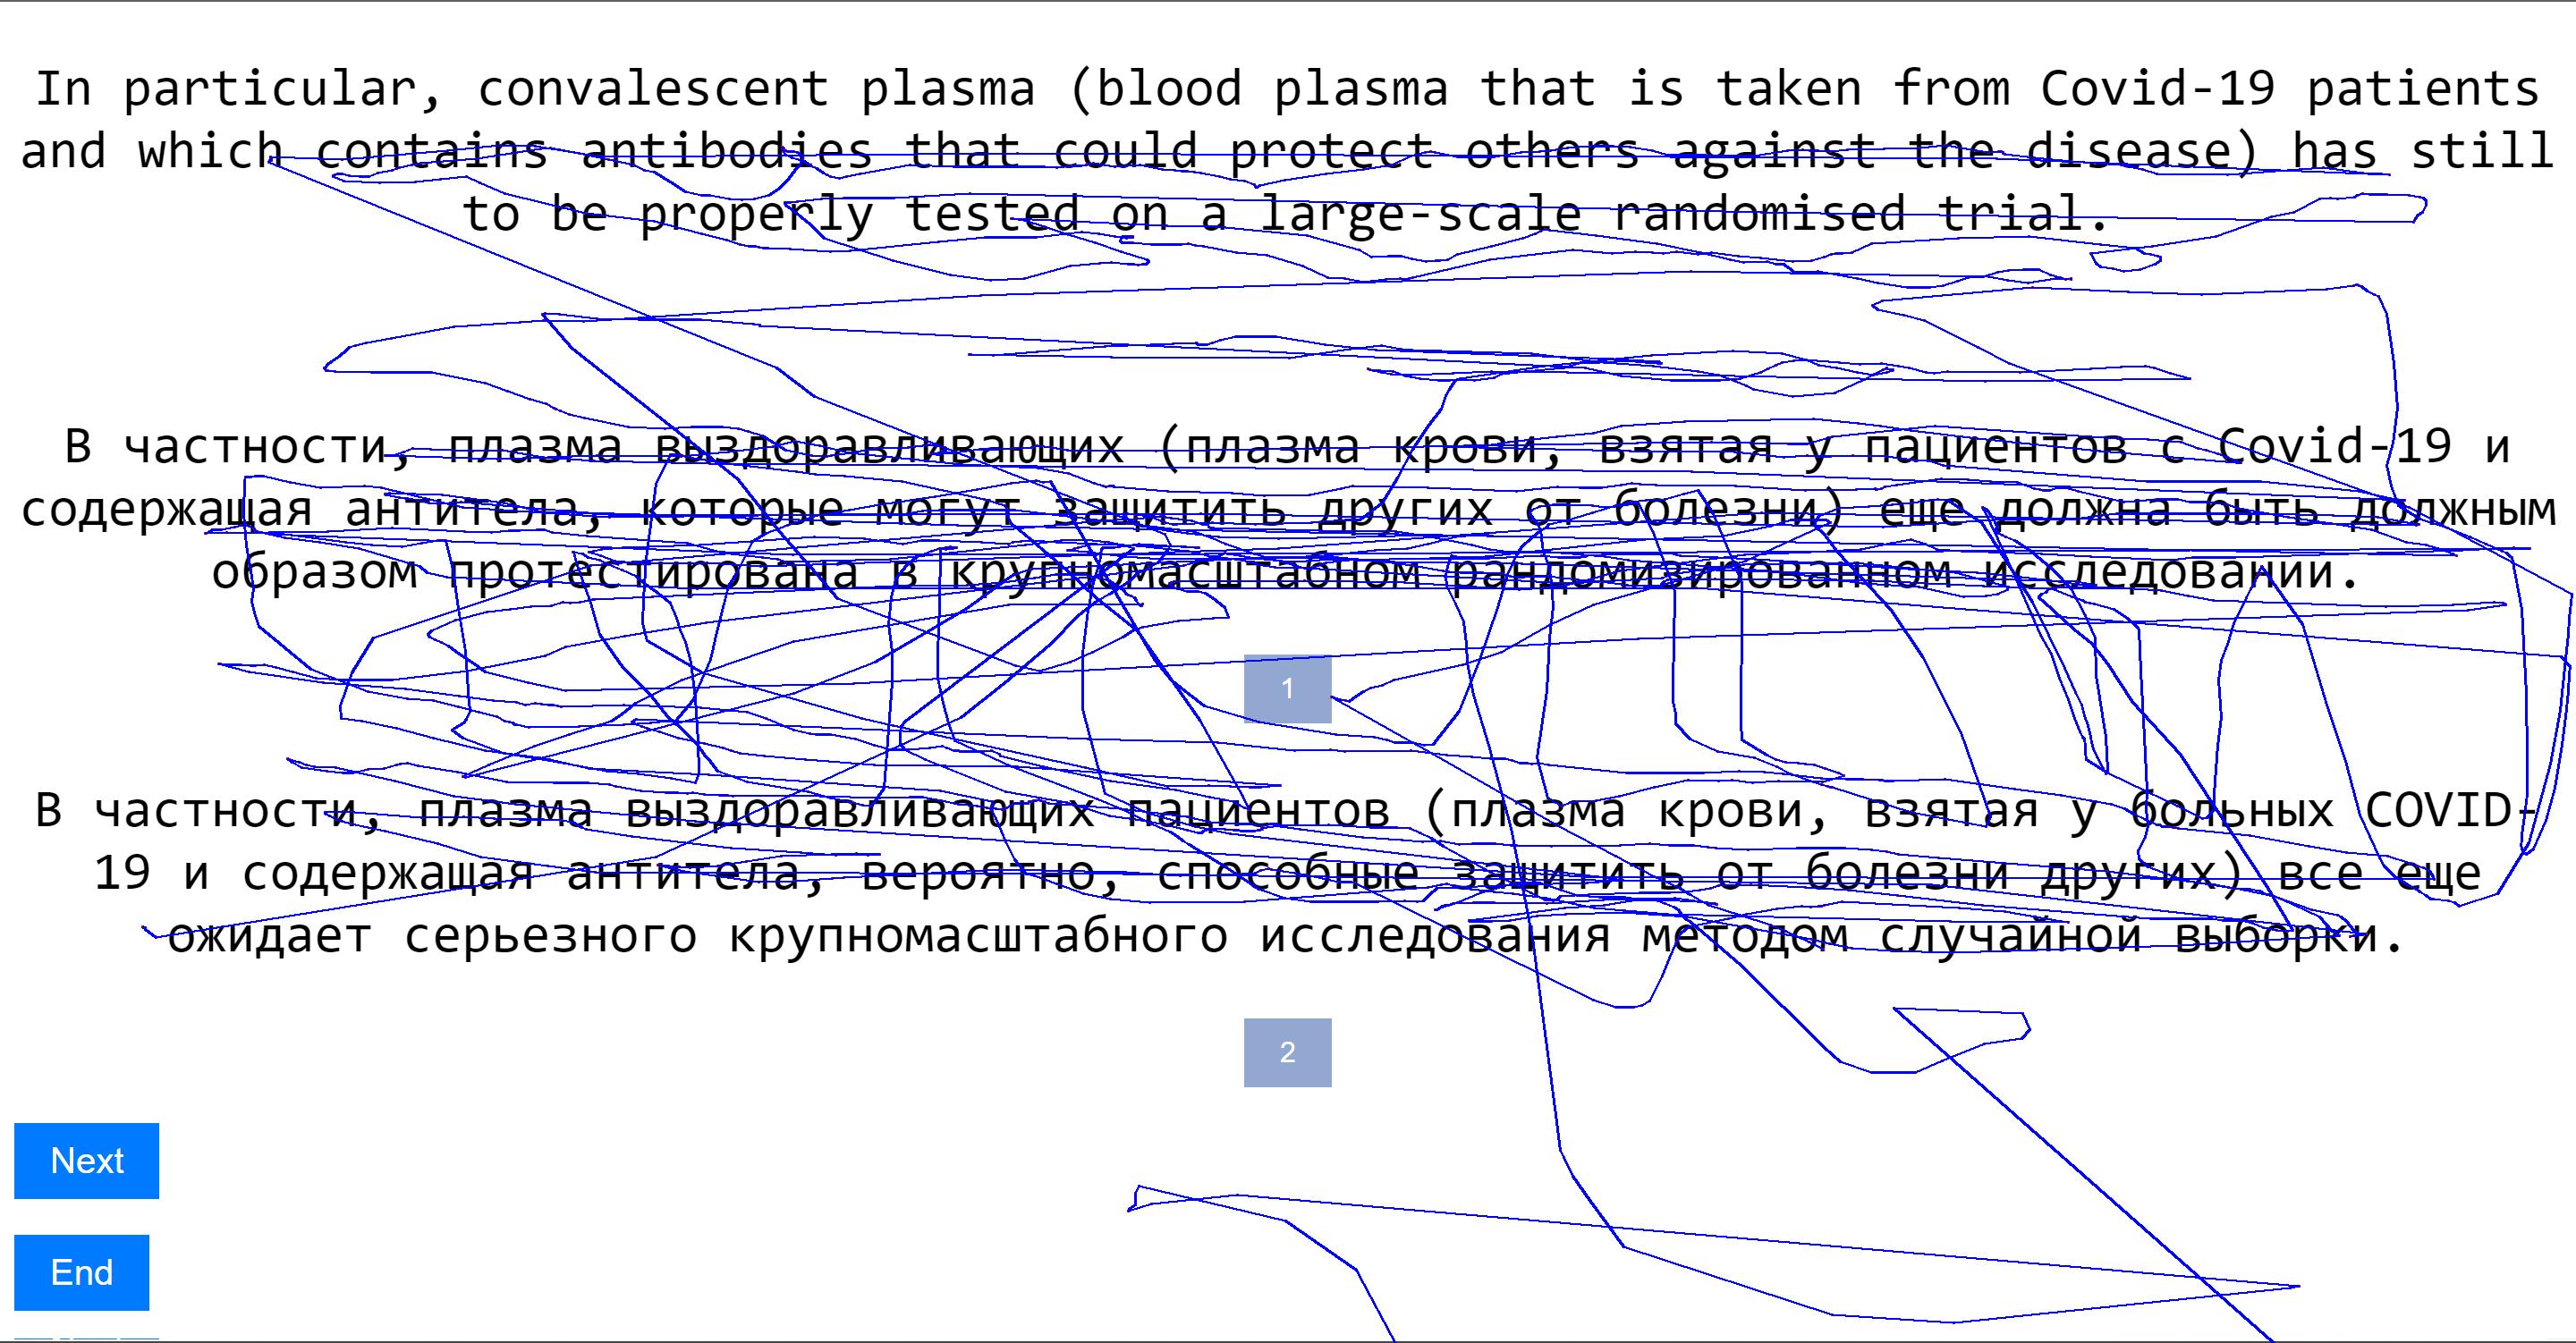 In particular, convalescent plasma (blood plasma that is taken from Covid-19 patients
and which contains antibodies that could protect others against the disease) has still
to be properly tested on a large-scale randomised trial.
В частности, плазма выздоравливающих (плазма крови, взятая у пациентов с Covid-19 и
содержащая антитела, которые могут защитить других от болезни) еще должна быть должным
образом протестирована в крупномасштабном рандомизированном исследовании.
1
В частности, плазма выздоравливающих пациентов (плазма крови, взятая у больных COVID-
19 и содержащая антитела, вероятно, способные защитить от болезни других) все еще
ожидает серьезного крупномасштабного исследования методом случайной выборки.
2
Next
End